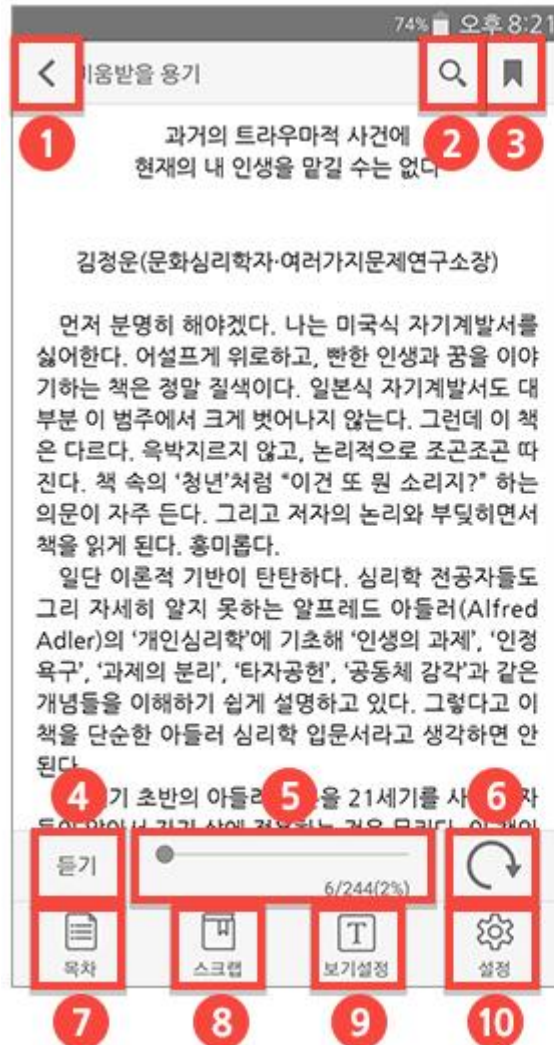 74% 오후 8:21
미움받을 용기
1
2
3
과거의 트라우마적 사건에
현재의 내 인생을 맡길 수는 없다
김정운(문화심리학자·여러가지문제연구소장)
먼저 분명히 해야겠다. 나는 미국식 자기계발서를
싫어한다. 어설프게 위로하고, 빤한 인생과 꿈을 이야
기하는 책은 정말 질색이다. 일본식 자기계발서도 대
부분 이 범주에서 크게 벗어나지 않는다. 그런데 이 책
은 다르다. 윽박지르지 않고, 논리적으로 조곤조곤 따
진다. 책 속의 ‘청년’처럼 “이건 또 뭔 소리지?” 하는
의문이 자주 든다. 그리고 저자의 논리와 부딪히면서
책을 읽게 된다. 흥미롭다.
일단 이론적 기반이 탄탄하다. 심리학 전공자들도
그리 자세히 알지 못하는 알프레드 아들러(Alfred
Adler)의 ‘개인심리학’에 기초해 ‘인생의 과제’, ‘인정
욕구’, ‘과제의 분리’, ‘타자공헌’, ‘공동체 감각’과 같은
개념들을 이해하기 쉽게 설명하고 있다. 그렇다고 이
책을 단순한 아들러 심리학 입문서라고 생각하면 안
된다
4
5
6
기 초반의 아들러 을 21세기를 사 자
듣기
6/244(2%)
목차
스크랩
보기설정
설정
7
8
9
10